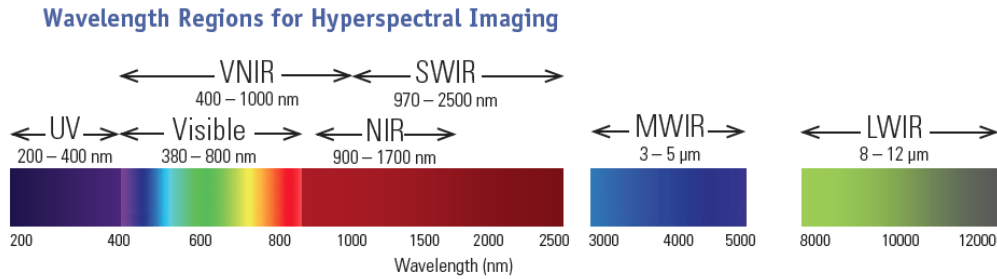 Wavelength Regions for Hyperspectral Imaging
VNIR SWIR
400 – 1000 nm 970 – 2500 nm
UV Visible NIR MWIR LWIR
200 – 400 nm 380 – 800 nm 900 – 1700 nm 3 – 5 µm 8 – 12 µm
200 400 600 800 1000 1500 2000 2500 3000 4000 5000 8000 10000 12000
Wavelength (nm)